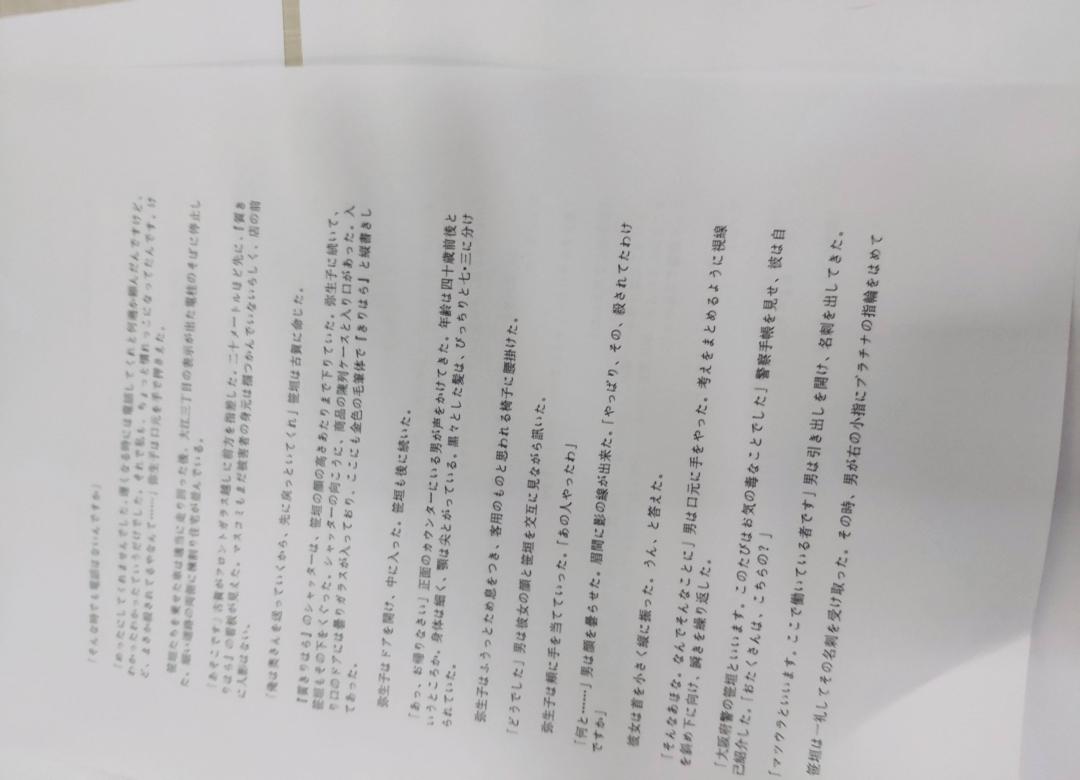 「そんな時でも電話はないんですか」
「めったにしてくれませんでした。遅くなる時には電話してくれと何遍か頼んだんですけど、
わかったわかったていうだけでした。それで私も、ちょっと慣れっこになってたんです。け
ど、まさか殺されてるやなんて……」弥生子は口元を手で押さえた。
笹垣たちを乗せた車は適当に走り回った後、大江三丁目の表示が出た電柱のそばに停止し
た。細い道路の両側に棟割り住宅が並んでいる。
「あそこです」古賀がフロントガラス越しに前方を指差した。二十メートルほど先に、『質き
りはら』の看板が見えた。マスコミもまだ被害者の身元は掴つかんでいないらしく、店の前
に人影はない。
「俺は奥さんを送っていくから、先に戻っといてくれ」笹垣は古賀に命じた。
『質きりはら』のシャッターは、笹垣の顔の高さあたりまで下りていた。弥生子に続いて、
笹垣もその下をくぐった。シャッターの向こうに、商品の陳列ケースと入り口があった。入
り口のドアには曇りガラスが入っており、ここにも金色の毛筆体で『きりはら』と縦書きし
てあった。
弥生子はドアを開け、中に入った。笹垣も後に続いた。
「あっ、お帰りなさい」正面のカウンターにいる男が声をかけてきた。年齢は四十歳前後と
いうところか。身体は細く、顎は尖とがっている。黒々とした髪は、ぴっちりと七・三に分け
られていた。
弥生子はふうっとため息をつき、客用のものと思われる椅子に腰掛けた。
「どうでした」男は彼女の顔と笹垣を交互に見ながら訊いた。
弥生子は頬に手を当てていった。「あの人やったわ」
「何と……」男は顔を曇らせた。眉間に影の線が出来た。「やっぱり、その、殺されてたわけ
ですか」
彼女は首を小さく縦に振った。うん、と答えた。
「そんなあほな。なんでそんなことに」男は口元に手をやった。考えをまとめるように視線
を斜め下に向け、瞬きを繰り返した。
「大阪府警の笹垣といいます。このたびはお気の毒なことでした」警察手帳を見せ、彼は自
己紹介した。「おたくさんは、こちらの?」
「マツウラといいます。ここで働いている者です」男は引き出しを開け、名刺を出してきた。
笹垣は一礼してその名刺を受け取った。その時、男が右の小指にプラチナの指輪をはめて